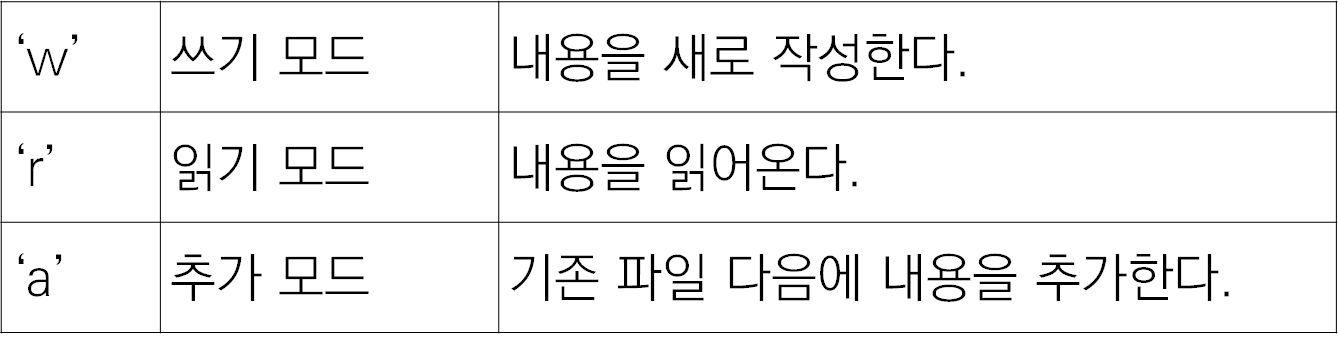 ‘w’ 쓰기 모드 내용을 새로 작성한다.
‘r’ 읽기 모드 내용을 읽어온다.
‘a’ 추가 모드 기존 파일 다음에 내용을 추가한다.